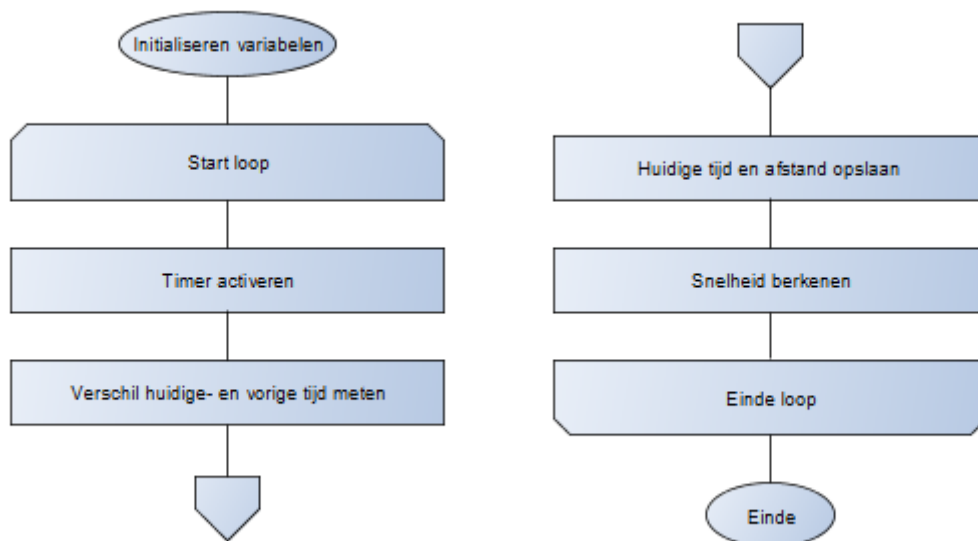 Initialiseren variabelen
Start loop
Timer activeren
Verschil huidige- en vorige tijd meten
Huidige tijd en afstand opslaan
Snelheid berkenen
Einde loop
Einde